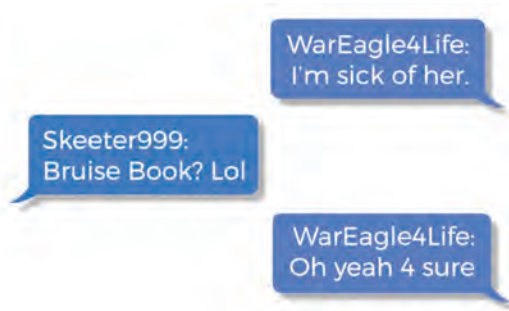 WarEagle4Life:
I'm sick of her.
Skeeter999:
Bruise Book? Lol
WarEagle4Life:
Oh yeah 4 sure